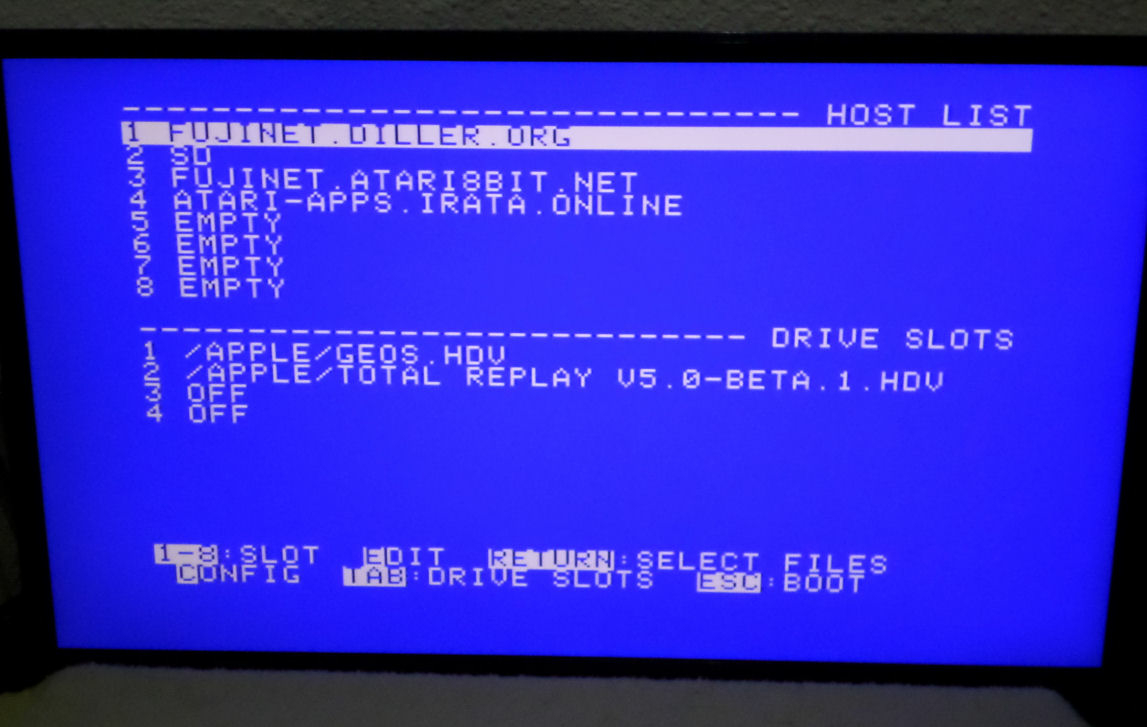 ------------------------------- HOST LIST
1 FUJINET.DILLER.ORG
2 SD
3 FUJINET.ATARI8BIT.NET
4 ATARI-APPS.IRATA.ONLINE
5 EMPTY
6 EMPTY
7 EMPTY
8 EMPTY
----------------------------- DRIVE SLOTS
1 /APPLE/GEOS.HDV
2 /APPLE/TOTAL REPLAY V5.0-BETA.1.HDV
3 OFF
4 OFF
1-8:SLOT EDIT RETURN:SELECT FILES
CONFIG TAB:DRIVE SLOTS ESC:BOOT